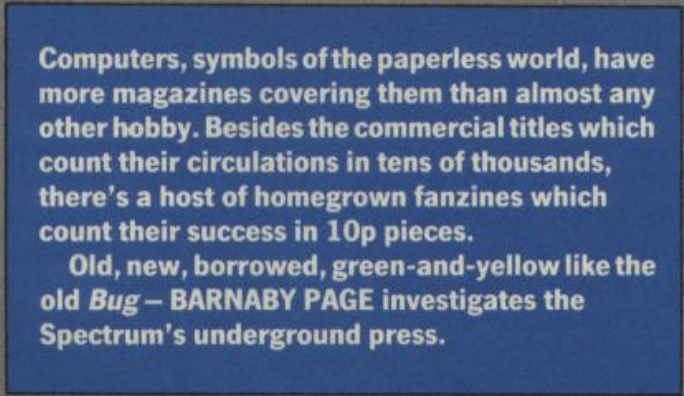 Computers, symbols of the paperless world, have
more magazines covering them than almost any
other hobby. Besides the commercial titles which
count their circulations in tens of thousands,
there's a host of homegrown fanzines which
count their success in 10p pieces.
Old, new, borrowed, green-and-yellow like the
old Bug – BARNABY PAGE investigates the
Spectrum's underground press.